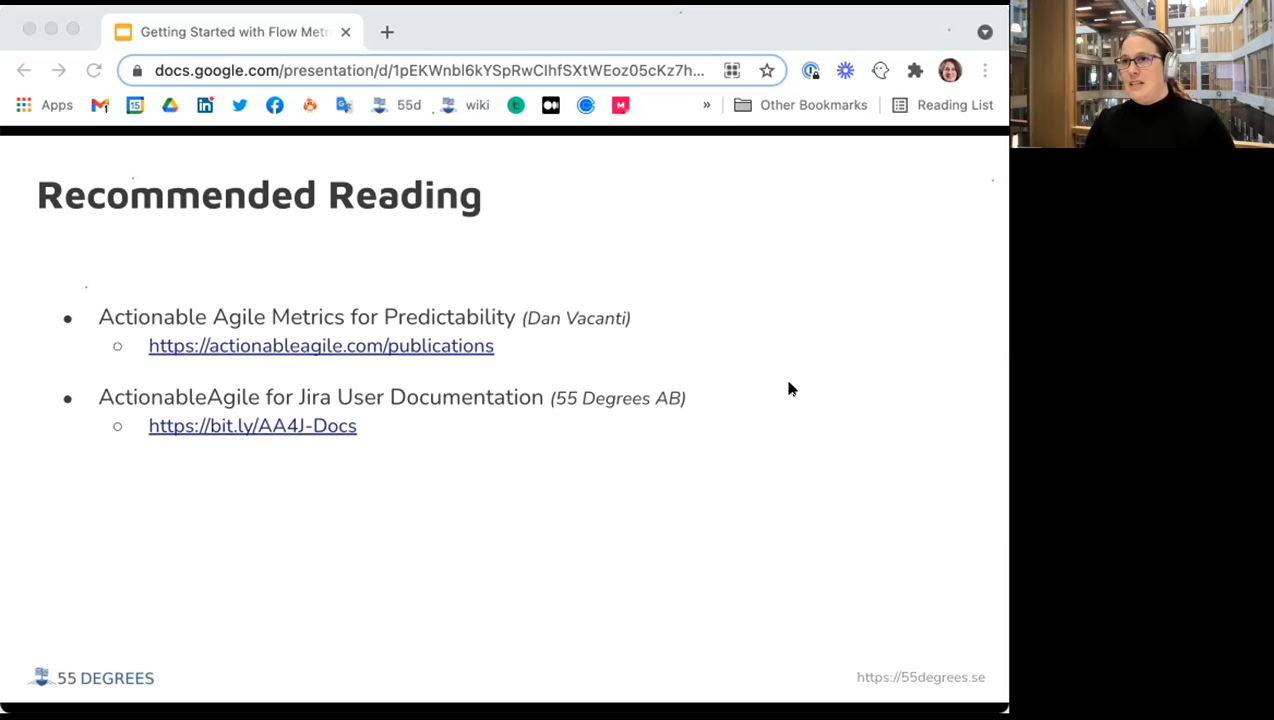 Getting Started with Flow Metr
docs.google.com/presentation/d/1pEKWnbl6kYSpRwClhfSXtWEoz05cKz7h...
Apps 15 55d wiki t M » Other Bookmarks Reading List
Recommended Reading
Actionable Agile Metrics for Predictability (Dan Vacanti)
https://actionableagile.com/publications
ActionableAgile for Jira User Documentation (55 Degrees AB)
https://bit.ly/AA4J-Docs
55 DEGREES
https://55degrees.se